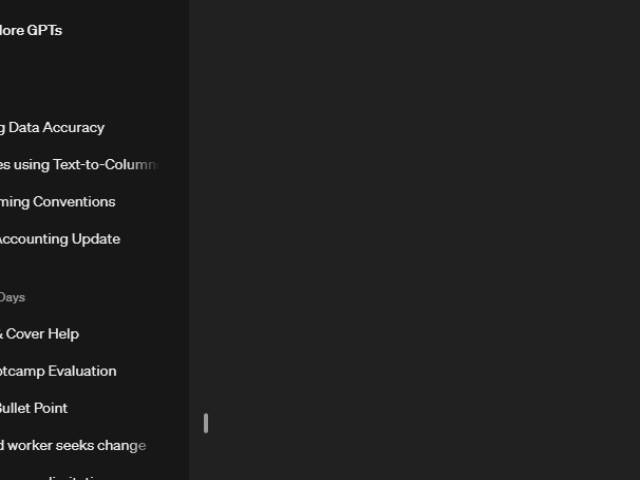 lore GPTs
g Data Accuracy
es using Text-to-Column
ming Conventions
Accounting Update
Days
& Cover Help
otcamp Evaluation
Bullet Point
d worker seeks change